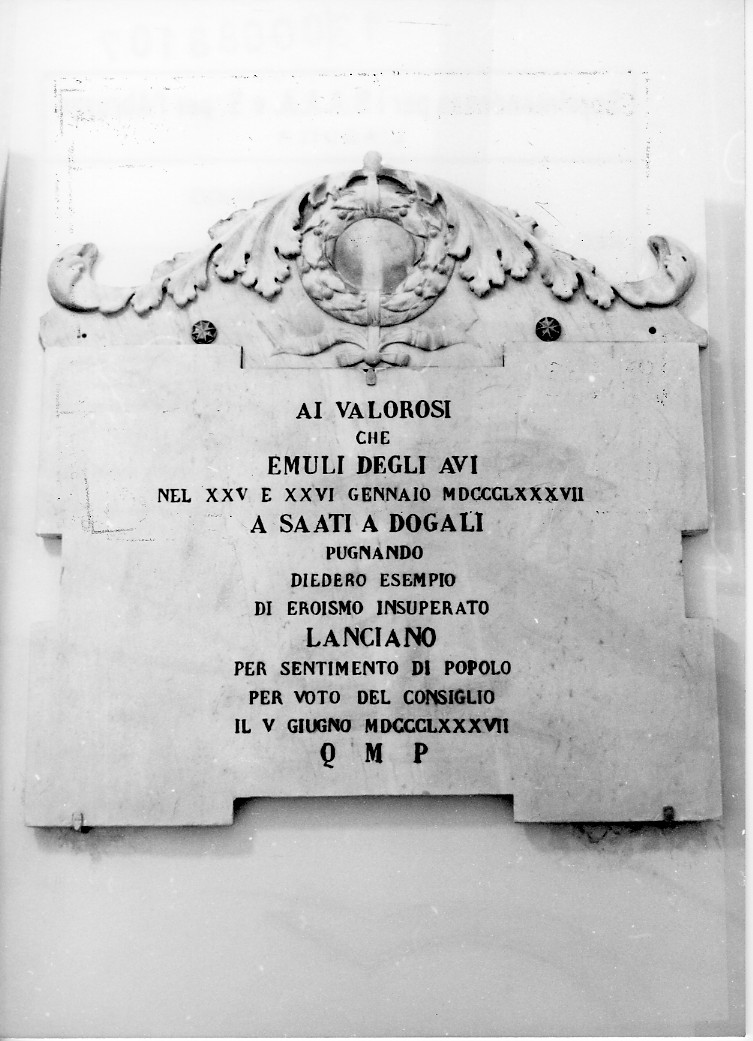 AI VALOROSI
CHE
EMULI DEGLI AVI
NEL XXV E XXVI GENNAIO MDCCCLXXXVII
A SAATI A DOGALI
PUGNANDO
DIEDERO ESEMPIO
DI EROISMO INSUPERATO
LANCIANO
PER SENTIMENTO DI POPOLO
PER VOTO DEL CONSIGLIO
IL V GIUGNO MDCCCLXXXVII
Q M P